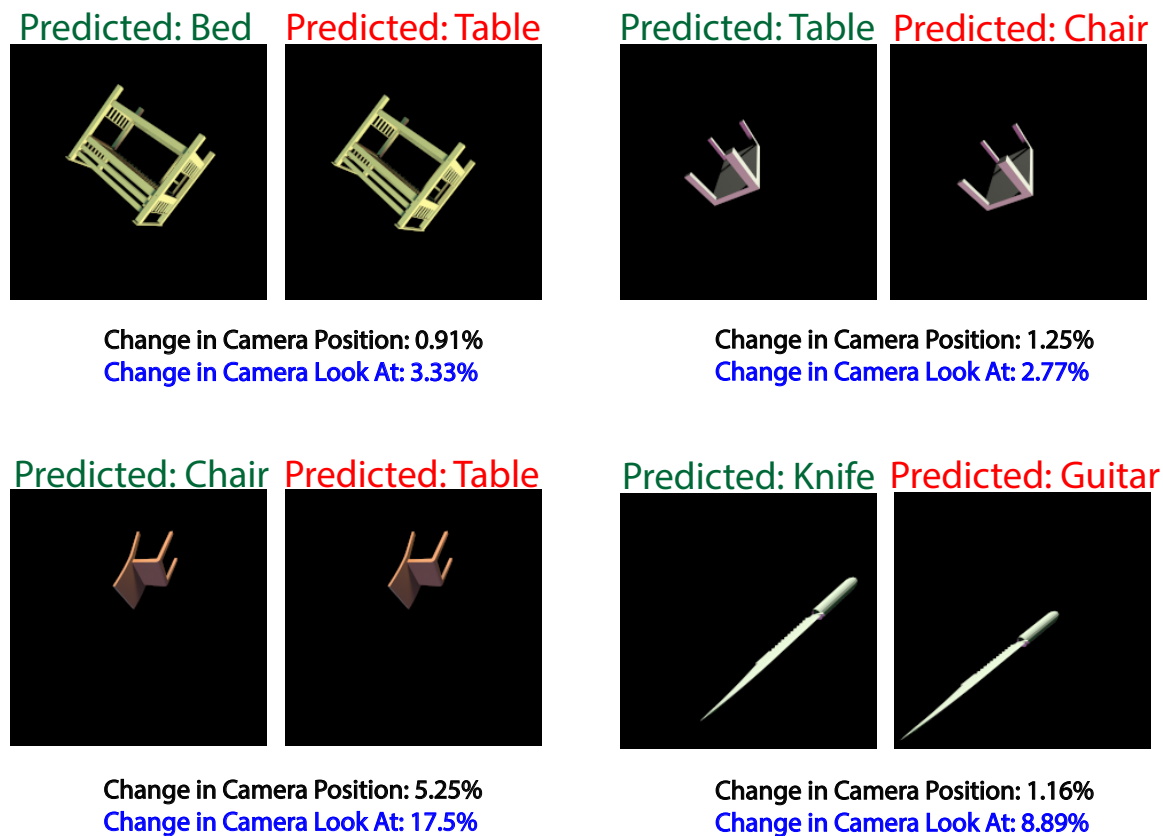 Predicted: Bed
Predicted: Table
Predicted: Table
Predicted: Chair
Change in Camera Position: 0.91%
Change in Camera Look At: 3.33%
Change in Camera Position: 1.25%
Change in Camera Look At: 2.77%
Predicted: Chair
Predicted: Table
Predicted: Knife
Predicted: Guitar
Change in Camera Position: 5.25%
Change in Camera Look At: 17.5%
Change in Camera Position: 1.16%
Change in Camera Look At: 8.89%